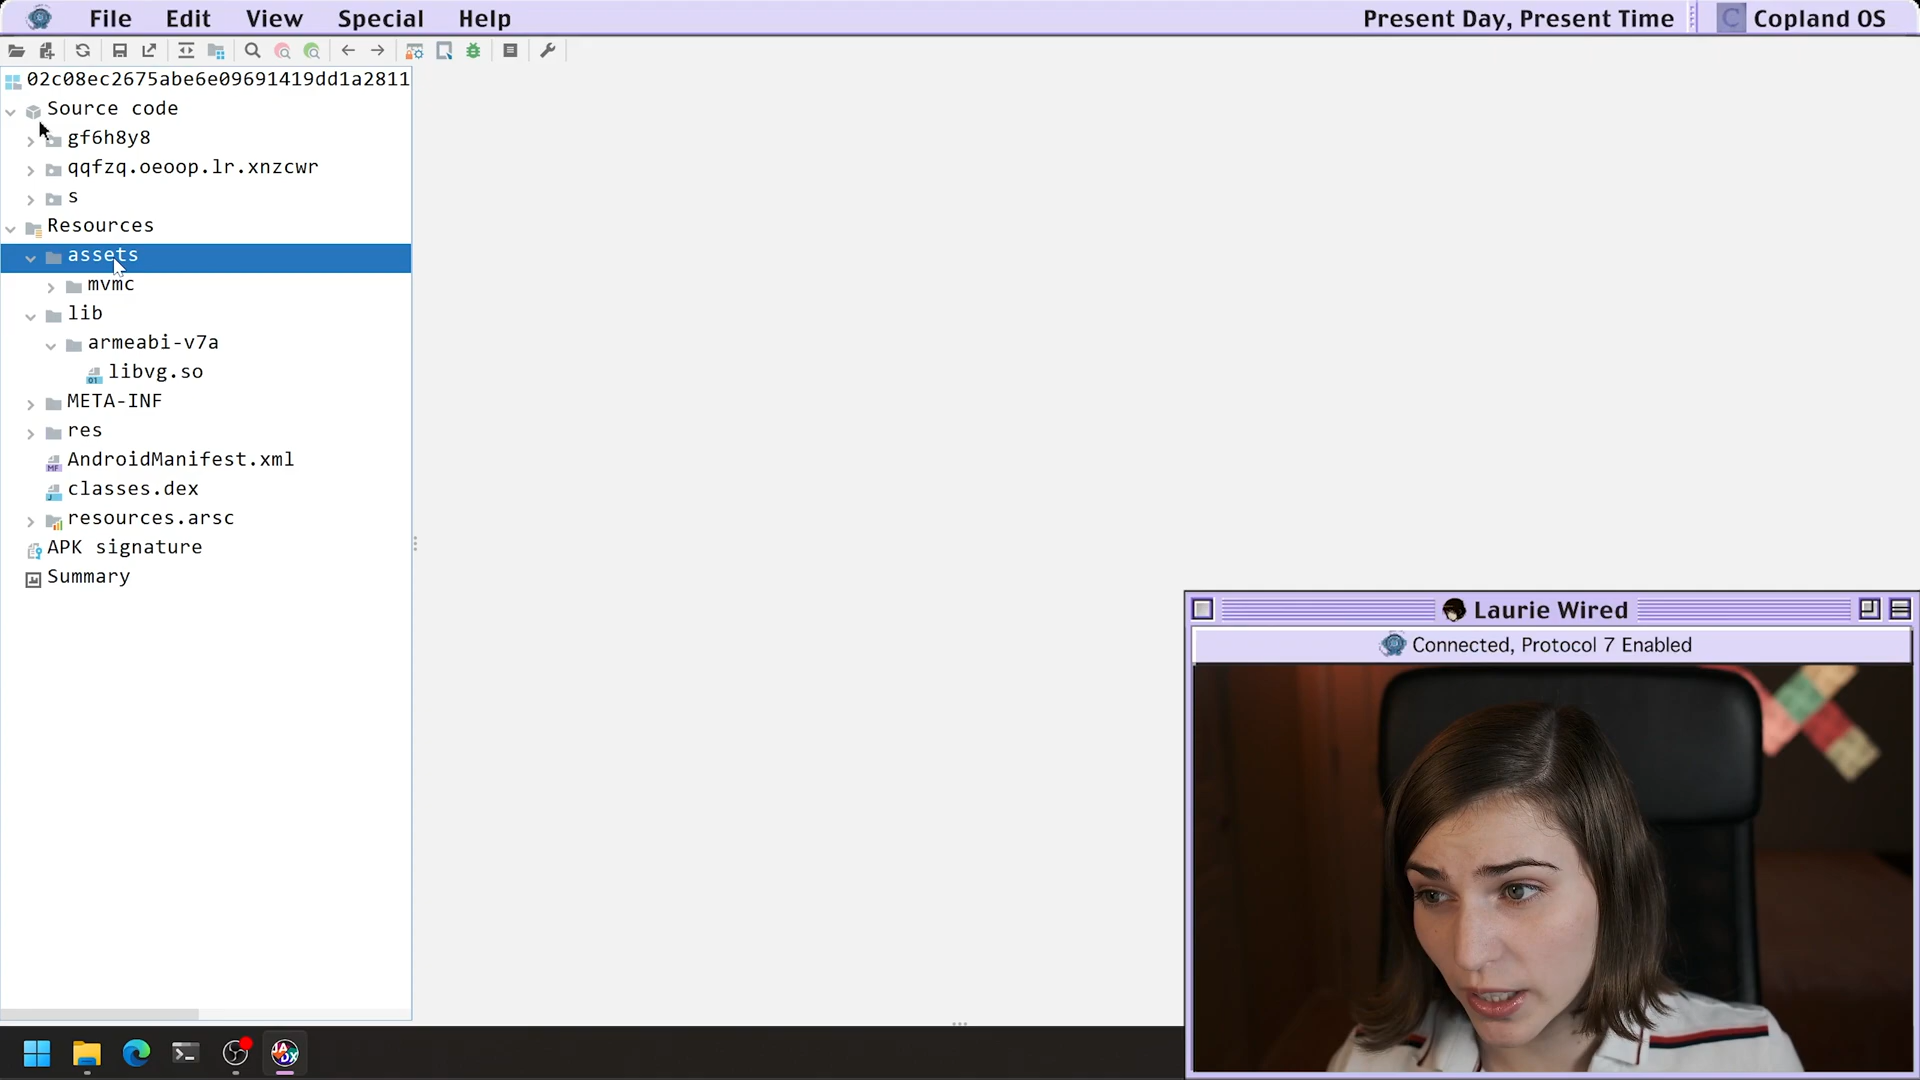 File Edit View Special Help Present Day, Present Time C Copland OS
02c08ec2675abe6e09691419dd1a2811
Source code
gf6h8y8
qqfzq.oeoop.lr.xnzcwr
s
Resources
assets
mvmc
lib
armeabi-v7a
libvg.so
META-INF
res
AndroidManifest.xml
classes.dex
resources.arsc
APK signature
Summary
Laurie Wired
Connected, Protocol 7 Enabled